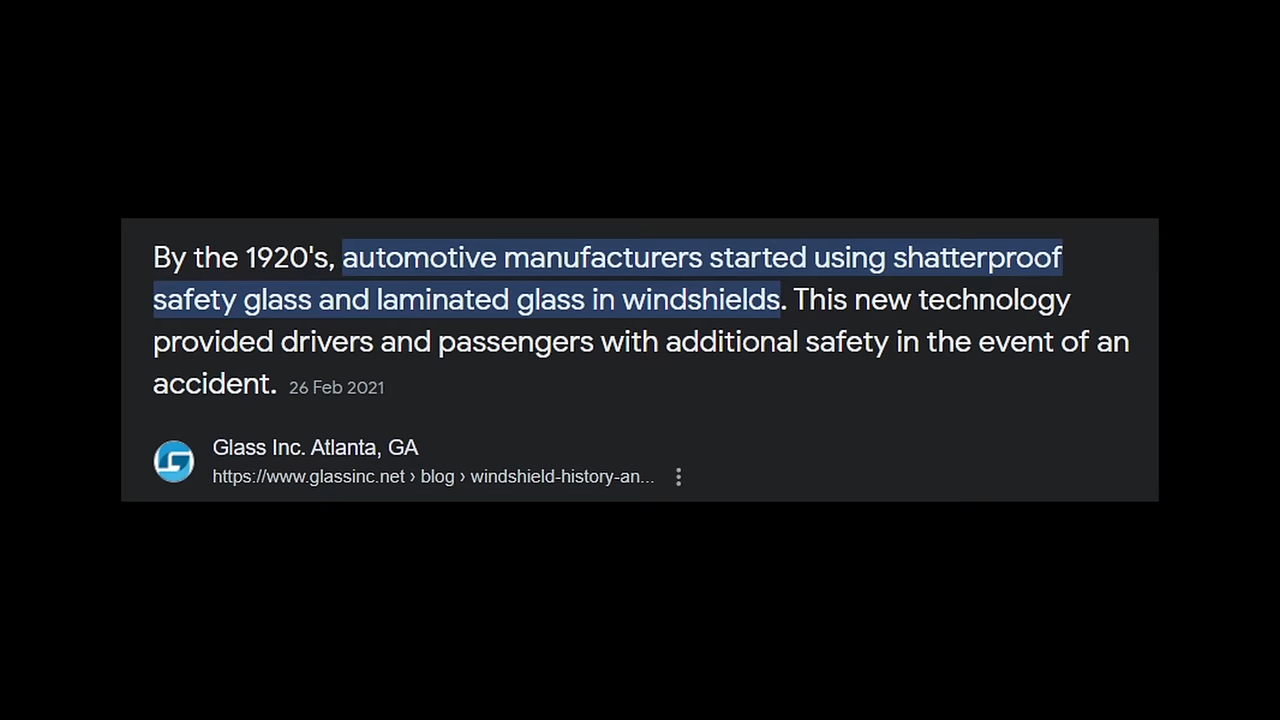 By the 1920's, automotive manufacturers started using shatterproof
safety glass and laminated glass in windshields. This new technology
provided drivers and passengers with additional safety in the event of an
accident. 26 Feb 2021
Glass Inc. Atlanta, GA
https://www.glassinc.net › blog › windshield-history-an...